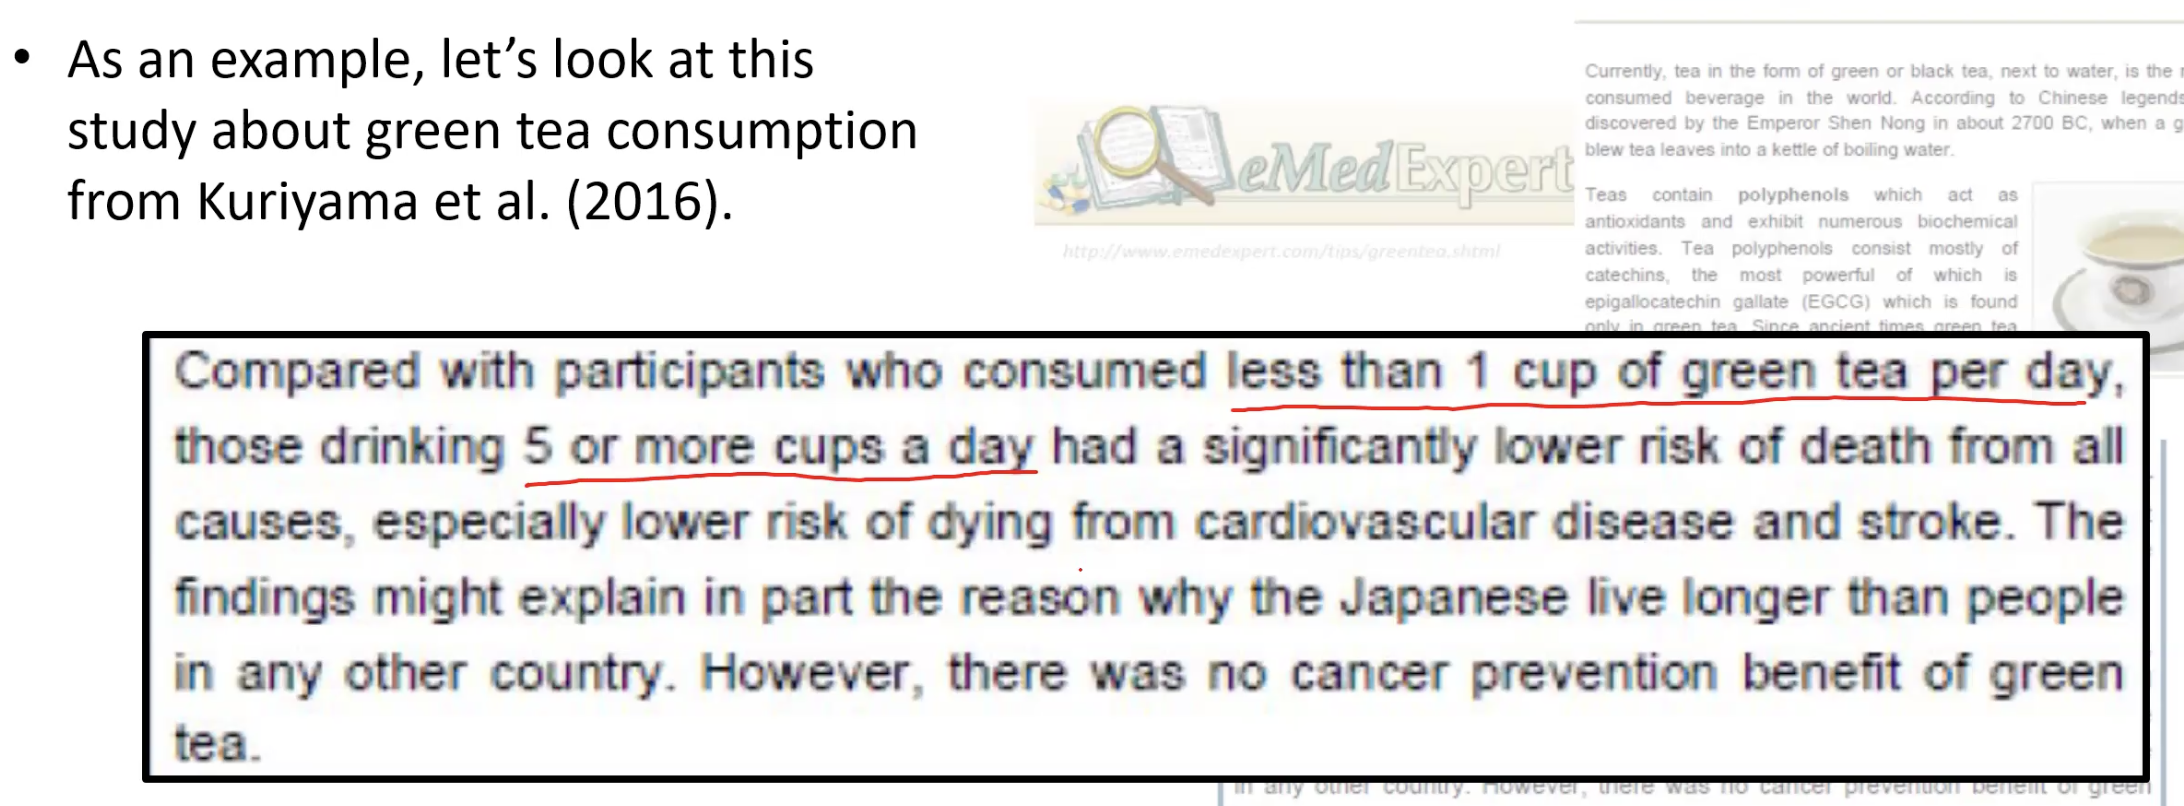 • As an example, let’s look at this
study about green tea consumption
from Kuriyama et al. (2016).
eMedExpert
http://www.emedexpert.com/tips/greentea.shtml
Currently, tea in the form of green or black tea, next to water, is the
consumed beverage in the world. According to Chinese legends
discovered by the Emperor Shen Nong in about 2700 BC, when a
blew tea leaves into a kettle of boiling water.
Teas contain polyphenols which act as
antioxidants and exhibit numerous biochemical
activities. Tea polyphenols consist mostly of
catechins, the most powerful of which is
epigallocatechin gallate (EGCG) which is found
only in green tea. Since ancient times green tea
Compared with participants who consumed less than 1 cup of green tea per day,
those drinking 5 or more cups a day had a significantly lower risk of death from all
causes, especially lower risk of dying from cardiovascular disease and stroke. The
findings might explain in part the reason why the Japanese live longer than people
in any other country. However, there was no cancer prevention benefit of green
tea.
in any other country. However, there was no cancer prevention benefit of green